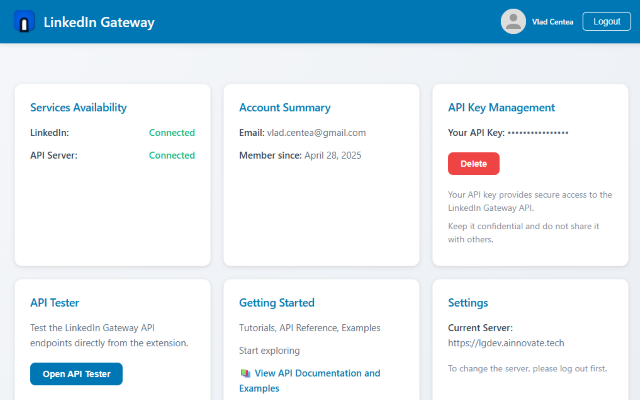 LinkedIn Gateway
Vlad Centea
Logout
Services Availability
LinkedIn: Connected
API Server: Connected
Account Summary
Email: vlad.centea@gmail.com
Member since: April 28, 2025
API Key Management
Your API Key: ••••••••••••••••
Delete
Your API key provides secure access to the
LinkedIn Gateway API.
Keep it confidential and do not share it
with others.
API Tester
Test the LinkedIn Gateway API
endpoints directly from the extension.
Open API Tester
Getting Started
Tutorials, API Reference, Examples
Start exploring
View API Documentation and
Examples
Settings
Current Server:
https://lgdev.ainnovate.tech
To change the server, please log out first.